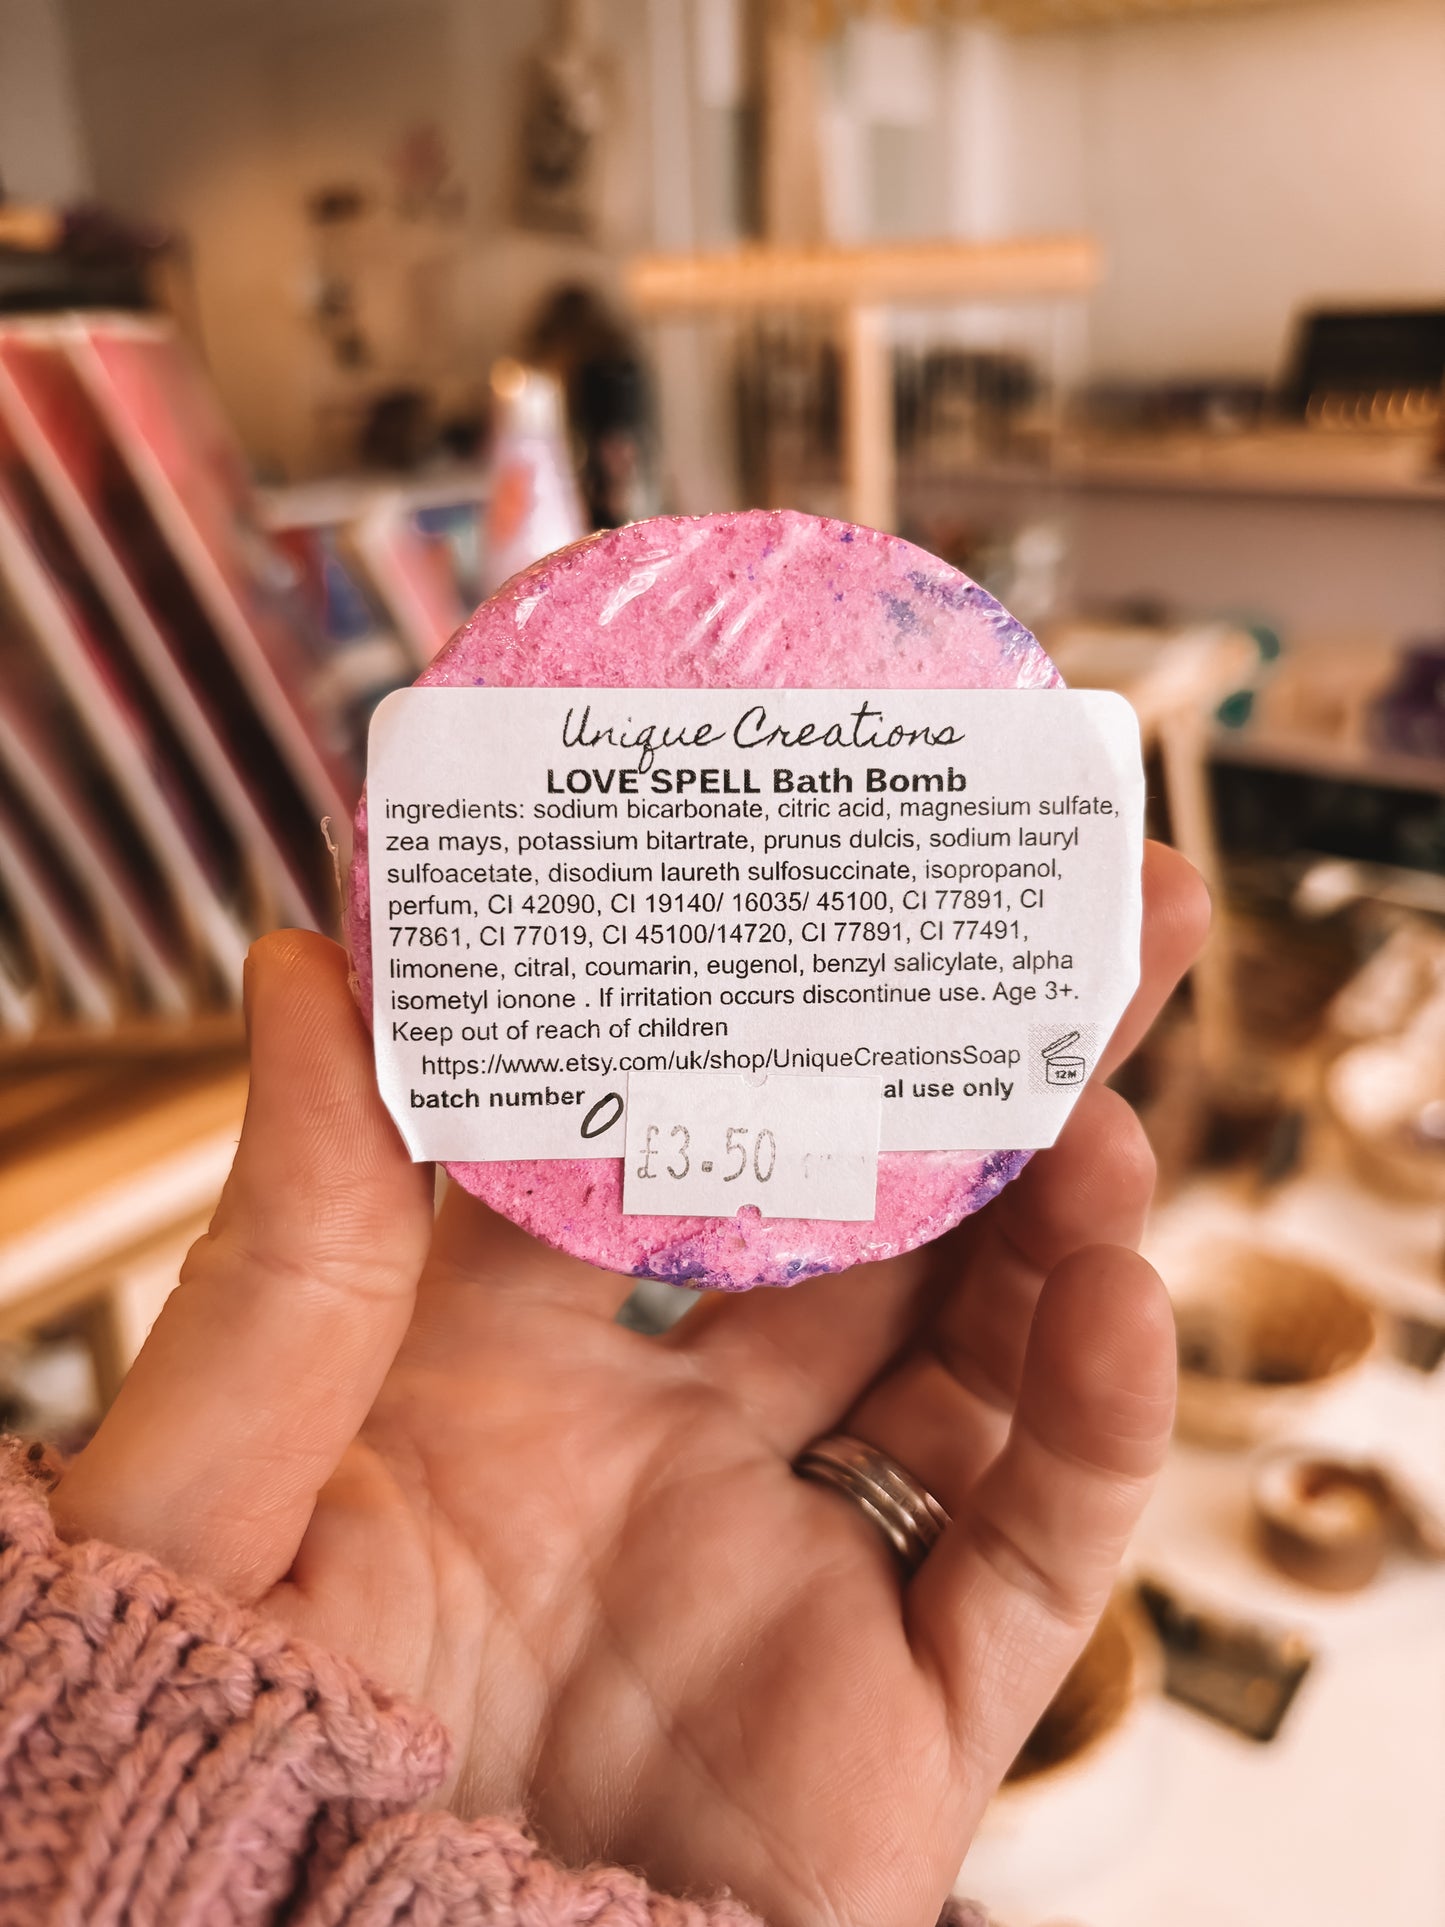 Unique Creations
LOVE SPELL Bath Bomb
ingredients: sodium bicarbonate, citric acid, magnesium sulfate,
zea mays, potassium bitartrate, prunus dulcis, sodium lauryl
sulfoacetate, disodium laureth sulfosuccinate, isopropanol,
perfum, CI 42090, CI 19140/ 16035/ 45100, CI 77891, CI
77861, CI 77019, CI 45100/14720, CI 77891, CI 77491,
limonene, citral, coumarin, eugenol, benzyl salicylate, alpha
isometyl ionone . If irritation occurs discontinue use. Age 3+.
Keep out of reach of children
https://www.etsy.com/uk/shop/UniqueCreationsSoap
12M
batch number 0 al use only
£3.50